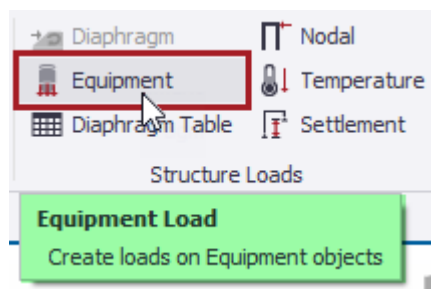 Diaphragm
Nodal
Equipment
Temperature
Diaphragm Table
Settlement
Structure Loads
Equipment Load
Create loads on Equipment objects